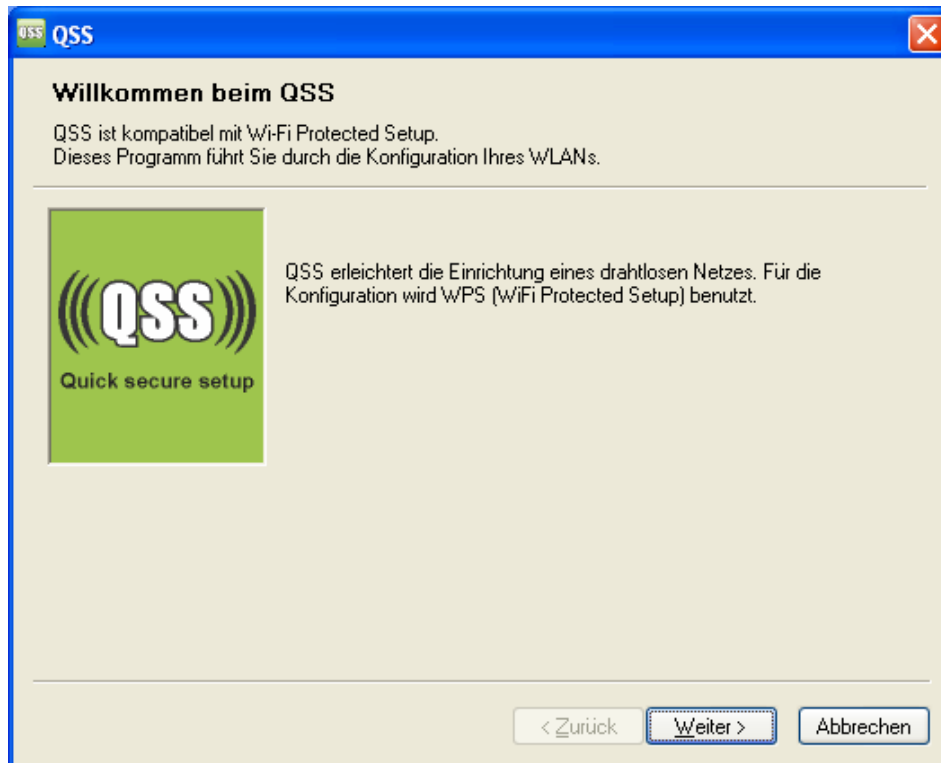 QSS QSS
Willkommen beim QSS
QSS ist kompatibel mit Wi-Fi Protected Setup.
Dieses Programm führt Sie durch die Konfiguration Ihres WLANs.
(((QSS)))
Quick secure setup
QSS erleichtert die Einrichtung eines drahtlosen Netzes. Für die
Konfiguration wird WPS (WiFi Protected Setup) benutzt.
< Zurück Weiter > Abbrechen